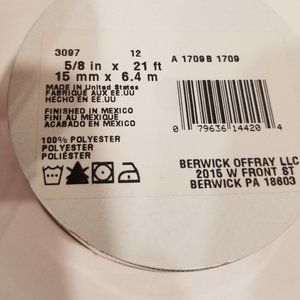 3097 12 A 1709B 1709
5/8 in x 21 ft
15 mm x 6.4 m
MADE IN United States
FABRIQUE AUX EE.UU
HECHO EN EE.UU
FINISHED IN MEXICO
FINI AU MEXIQUE
ACABADO EN MEXICO
100% POLYESTER
POLYESTER
POLIÉSTER
0 79636 14420 4
BERWICK OFFRAY LLC
2015 W FRONT ST
BERWICK PA 18603